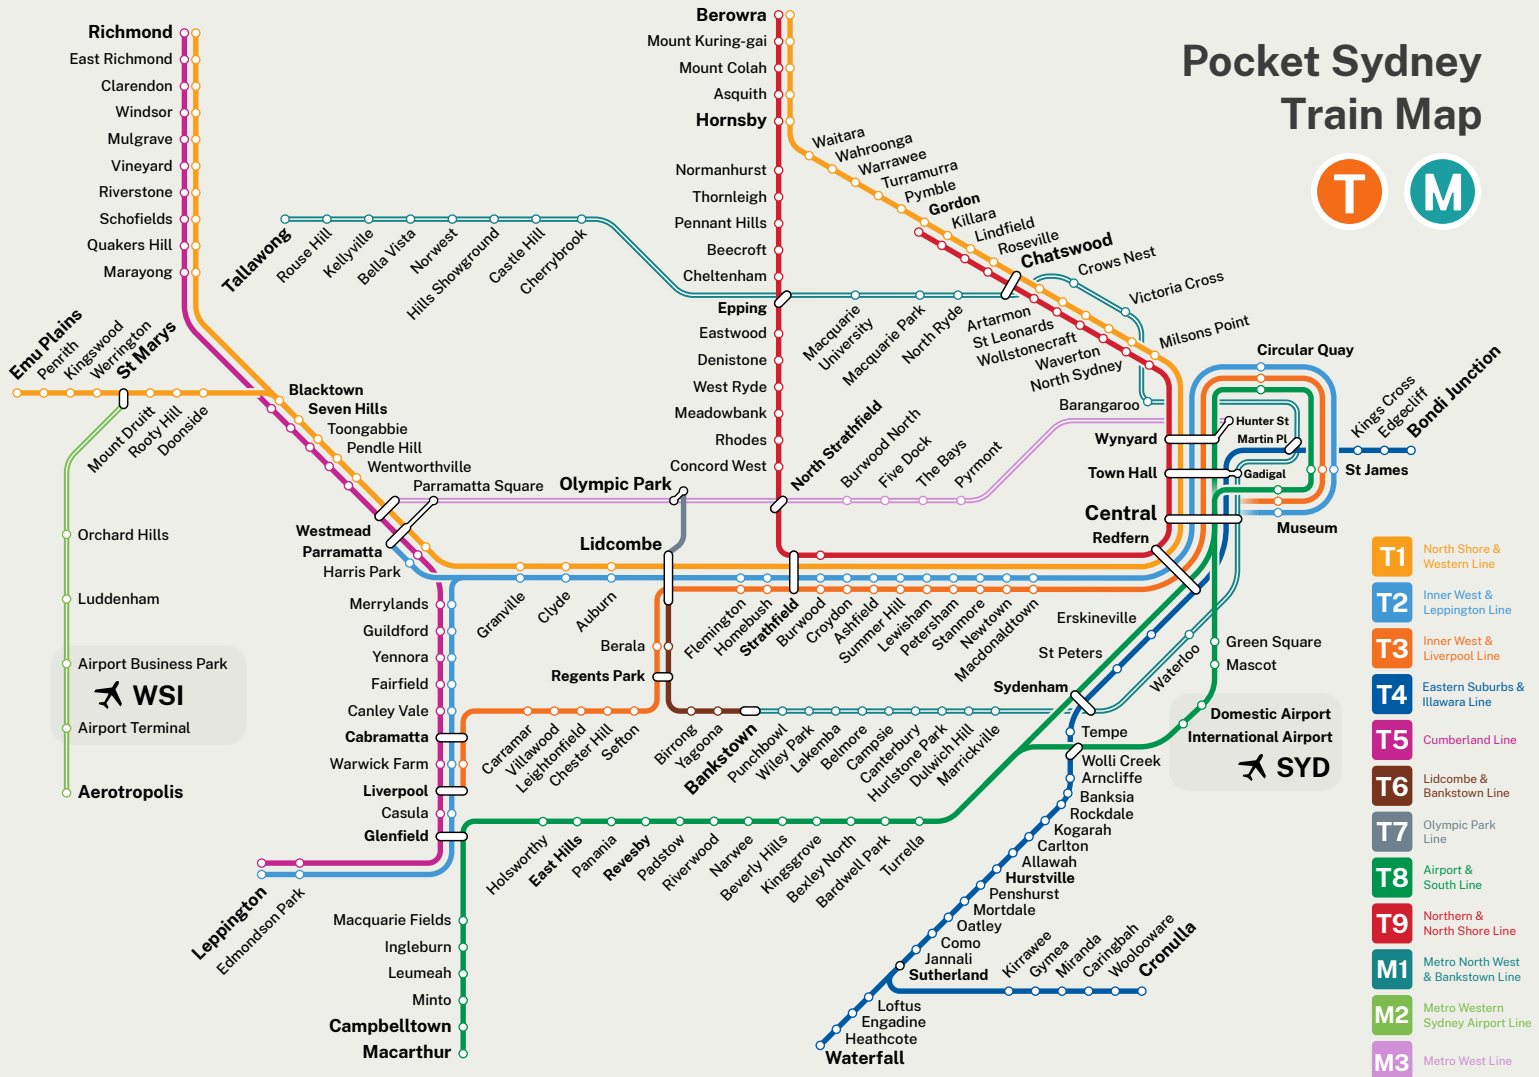 Pocket Sydney
Train Map
T
M
Richmond
East Richmond
Clarendon
Windsor
Mulgrave
Vineyard
Riverstone
Schofields
Quakers Hill
Marayong
Berowra
Mount Kuring-gai
Mount Colah
Asquith
Hornsby
Normanhurst
Thornleigh
Pennant Hills
Beecroft
Cheltenham
Epping
Eastwood
Denistone
West Ryde
Meadowbank
Rhodes
Concord West
North Strathfield
Waitara
Wahroonga
Warrawee
Turramurra
Pymble
Gordon
Killara
Lindfield
Roseville
Chatswood
Crows Nest
Victoria Cross
Artarmon
St Leonards
Wollstonecraft
Waverton
North Sydney
Milsons Point
Barangaroo
Tallawong
Rouse Hill
Kellyville
Bella Vista
Norwest
Hills Showground
Castle Hill
Cherrybrook
Macquarie
University
Macquarie Park
North Ryde
Emu Plains
Penrith
Kingswood
Werrington
St Marys
Mount Druitt
Rooty Hill
Doonside
Blacktown
Seven Hills
Toongabbie
Pendle Hill
Wentworthville
Parramatta Square
Westmead
Parramatta
Harris Park
Olympic Park
Lidcombe
Burwood North
Five Dock
The Bays
Pyrmont
Circular Quay
Wynyard
Hunter St
Martin Pl
Town Hall
Gadigal
Central
Redfern
St James
Museum
Kings Cross
Edgecliff
Bondi Junction
Orchard Hills
Luddenham
Airport Business Park
WSI
Airport Terminal
Aerotropolis
Merrylands
Guildford
Yennora
Fairfield
Canley Vale
Cabramatta
Warwick Farm
Liverpool
Casula
Glenfield
Leppington
Edmondson Park
Macquarie Fields
Ingleburn
Leumeah
Minto
Campbelltown
Macarthur
Granville
Clyde
Auburn
Flemington
Homebush
Strathfield
Burwood
Croydon
Ashfield
Summer Hill
Lewisham
Petersham
Stanmore
Newtown
Macdonaldtown
Berala
Regents Park
Carramar
Villawood
Leightonfield
Chester Hill
Sefton
Birrong
Yagoona
Bankstown
Punchbowl
Wiley Park
Lakemba
Belmore
Campsie
Canterbury
Hurlstone Park
Dulwich Hill
Marrickville
Erskineville
St Peters
Sydenham
Waterloo
Green Square
Mascot
Domestic Airport
International Airport
SYD
Tempe
Wolli Creek
Arncliffe
Banksia
Rockdale
Kogarah
Carlton
Allawah
Hurstville
Penshurst
Mortdale
Oatley
Como
Jannali
Sutherland
Loftus
Engadine
Heathcote
Waterfall
Kirrawee
Gymea
Miranda
Caringbah
Woolooware
Cronulla
Holsworthy
East Hills
Panania
Revesby
Padstow
Riverwood
Narwee
Beverly Hills
Kingsgrove
Bexley North
Bardwell Park
Turrella
T1
North Shore &
Western Line
T2
Inner West &
Leppington Line
T3
Inner West &
Liverpool Line
T4
Eastern Suburbs &
Illawara Line
T5
Cumberland Line
T6
Lidcombe &
Bankstown Line
T7
Olympic Park
Line
T8
Airport &
South Line
T9
Northern &
North Shore Line
M1
Metro North West
& Bankstown Line
M2
Metro Western
Sydney Airport Line
M3
Metro West Line